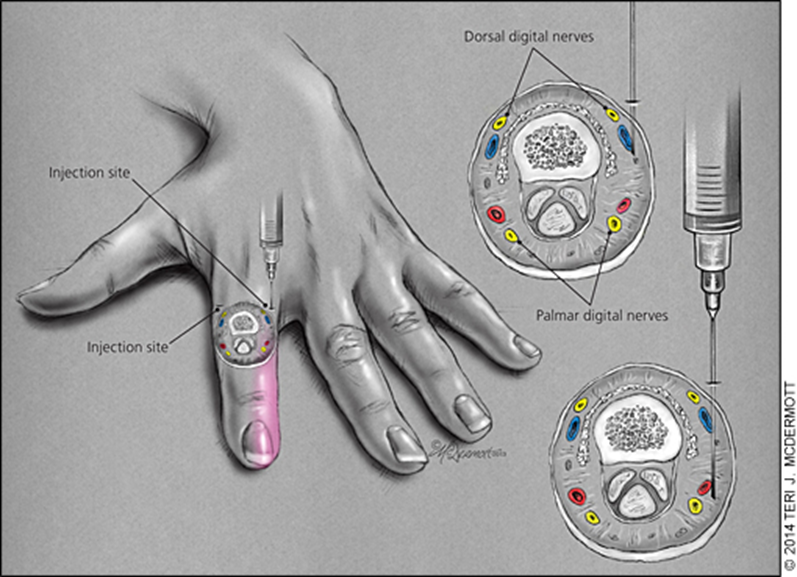 Dorsal digital nerves
Injection site
Palmar digital nerves
Injection site
© 2014 TERI J. MCDERMOTT